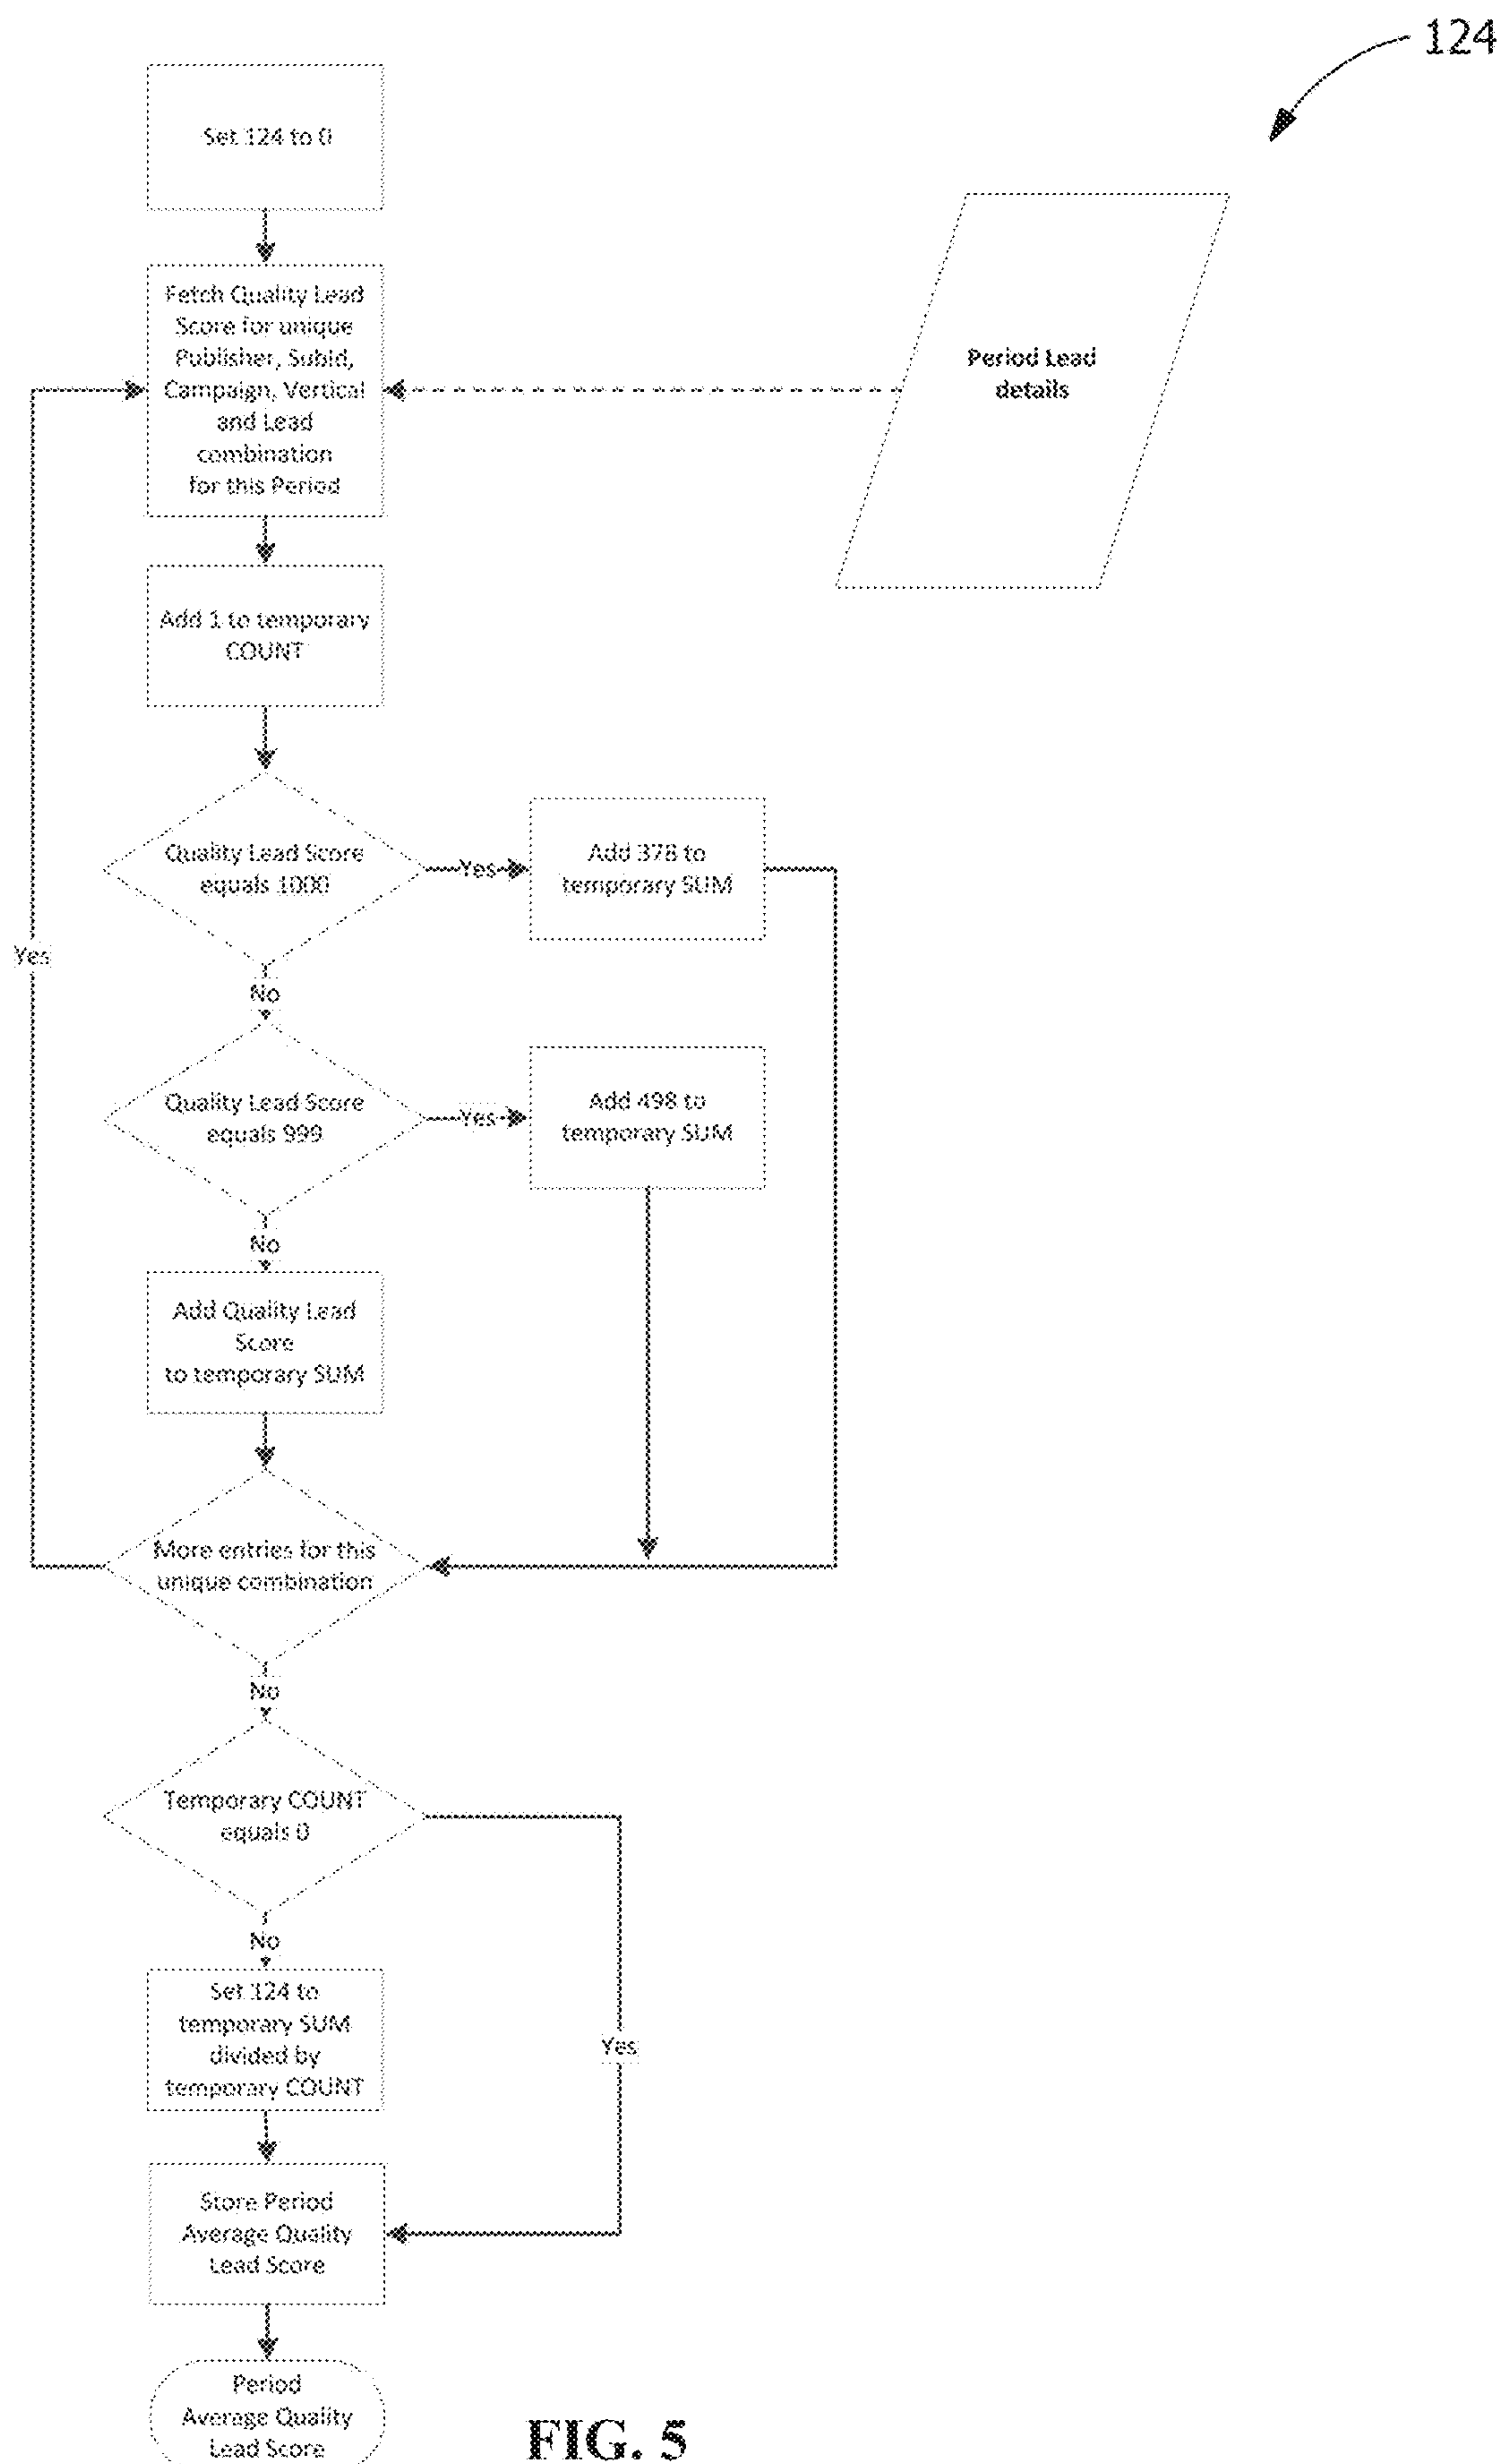 124
Set 124 to 0
Fetch Quality Lead
Score for unique
Publisher, SubId,
Campaign, Vertical
and Lead
combination
for this Period
Period Lead
details
Add 1 to temporary
COUNT
Quality Lead Score
equals 1000
Yes
Add 378 to
temporary SUM
Yes
No
Quality Lead Score
equals 999
Yes
Add 498 to
temporary SUM
No
Add Quality Lead
Score
to temporary SUM
More entries for this
unique combination
No
Temporary COUNT
equals 0
No
Set 124 to
temporary SUM
divided by
temporary COUNT
Yes
Store Period
Average Quality
Lead Score
Period
Average Quality
Lead Score
FIG. 5